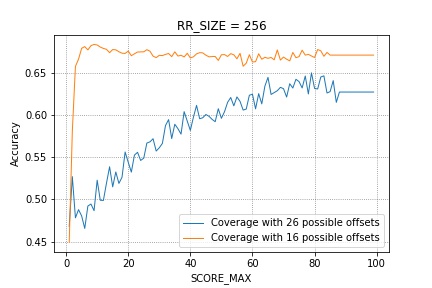 RR_SIZE = 256
Accuracy
0.65
0.60
0.55
0.50
0.45
Coverage with 26 possible offsets
Coverage with 16 possible offsets
0 20 40 60 80 100
SCORE_MAX